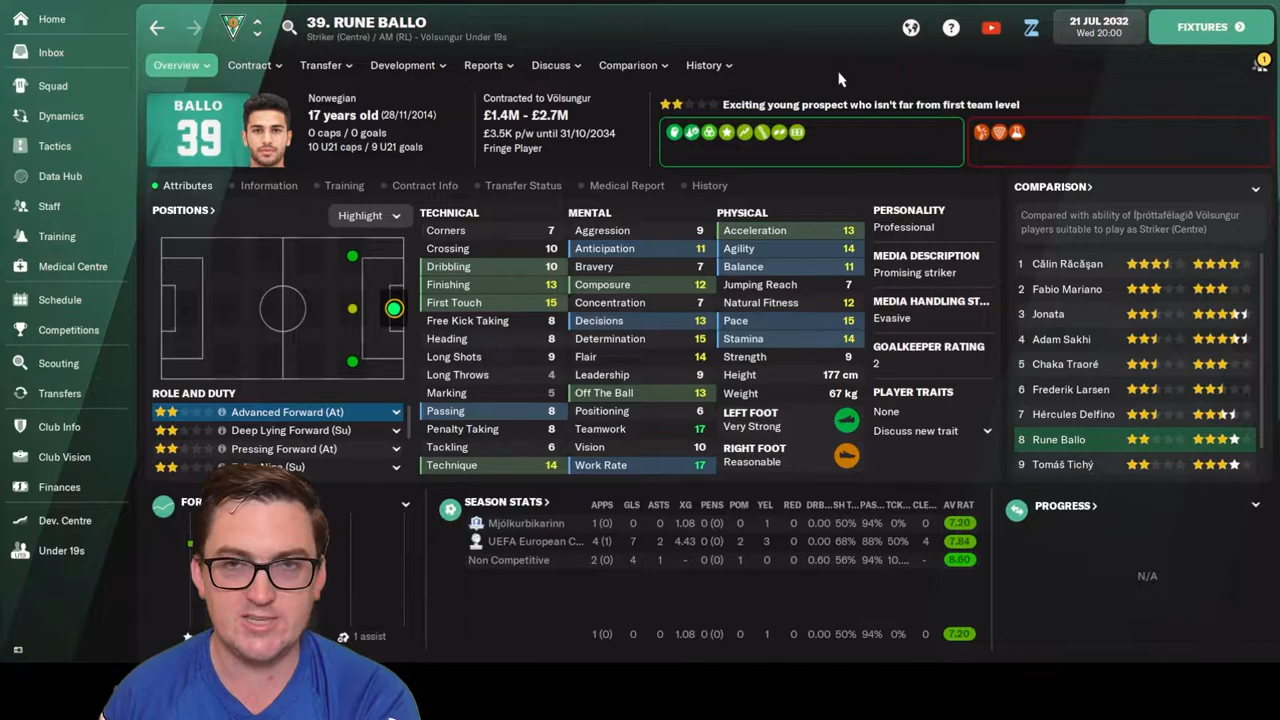 Home
Inbox
Squad
Dynamics
Tactics
Data Hub
Staff
Training
Medical Centre
Schedule
Competitions
Scouting
Transfers
Club Info
Club Vision
Finances
Dev. Centre
Under 19s
39. RUNE BALLO
Striker (Centre) / AM (RL) - Völsungur Under 19s
21 JUL 2032
Wed 20:00
FIXTURES
1
Overview
Contract
Transfer
Development
Reports
Discuss
Comparison
History
BALLO
39
Norwegian
17 years old (28/11/2014)
0 caps / 0 goals
10 U21 caps / 9 U21 goals
Contracted to Völsungur
£1.4M - £2.7M
£3.5K p/w until 31/10/2034
Fringe Player
Exciting young prospect who isn't far from first team level
Attributes
Information
Training
Contract Info
Transfer Status
Medical Report
History
POSITIONS
Highlight
ROLE AND DUTY
Advanced Forward (At)
Deep Lying Forward (Su)
Pressing Forward (At)
TECHNICAL
Corners 7
Crossing 10
Dribbling 10
Finishing 13
First Touch 15
Free Kick Taking 8
Heading 8
Long Shots 9
Long Throws 4
Marking 5
Passing 8
Penalty Taking 8
Tackling 6
Technique 14
MENTAL
Aggression 9
Anticipation 11
Bravery 7
Composure 12
Concentration 7
Decisions 13
Determination 15
Flair 14
Leadership 9
Off The Ball 13
Positioning 6
Teamwork 17
Vision 10
Work Rate 17
PHYSICAL
Acceleration 13
Agility 14
Balance 11
Jumping Reach 7
Natural Fitness 12
Pace 15
Stamina 14
Strength 9
Height 177 cm
Weight 67 kg
LEFT FOOT
Very Strong
RIGHT FOOT
Reasonable
PERSONALITY
Professional
MEDIA DESCRIPTION
Promising striker
MEDIA HANDLING ST...
Evasive
GOALKEEPER RATING
2
PLAYER TRAITS
None
Discuss new trait
COMPARISON
Compared with ability of Íþróttafélagið Völsungur
players suitable to play as Striker (Centre)
1 Călin Răcășan
2 Fabio Mariano
3 Jonata
4 Adam Sakhi
5 Chaka Traoré
6 Frederik Larsen
7 Hércules Delfino
8 Rune Ballo
9 Tomáš Tichý
FOR
1 assist
SEASON STATS APPS GLS ASTS XG PENS POM YEL RED DRB... SH T... PAS... TCK... CLE... AV RAT
Mjólkurbikarinn 1 (0) 0 0 1.08 0 (0) 0 1 0 0.00 50% 94% 0% 0 7.20
UEFA European C... 4 (1) 7 2 4.43 0 (0) 2 3 0 0.00 68% 88% 50% 4 7.84
Non Competitive 2 (0) 4 1 - 0 (0) 1 0 0 0.60 56% 94% 10.... - 8.60
1 (0) 0 0 1.08 0 (0) 0 1 0 0.00 50% 94% 0% 0 7.20
PROGRESS
N/A